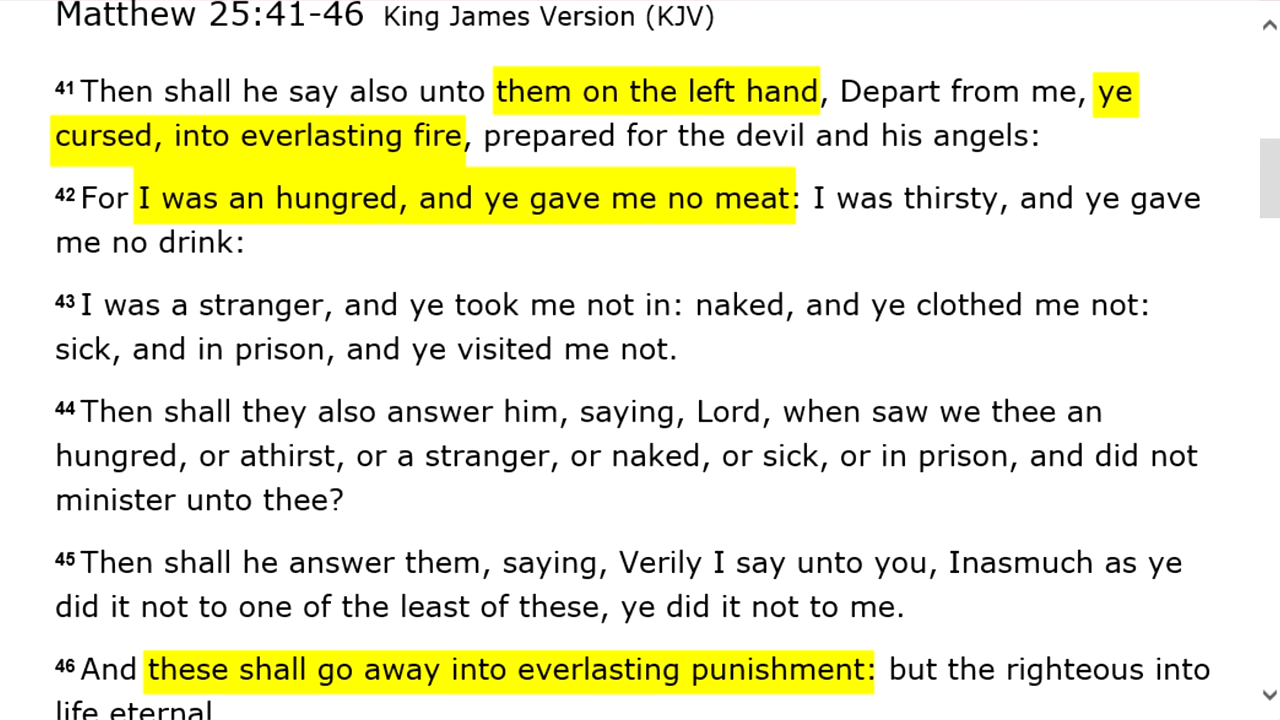 Matthew 25:41-46 King James Version (KJV)
41 Then shall he say also unto them on the left hand, Depart from me, ye
cursed, into everlasting fire, prepared for the devil and his angels:
42 For I was an hungred, and ye gave me no meat: I was thirsty, and ye gave
me no drink:
43 I was a stranger, and ye took me not in: naked, and ye clothed me not:
sick, and in prison, and ye visited me not.
44 Then shall they also answer him, saying, Lord, when saw we thee an
hungred, or athirst, or a stranger, or naked, or sick, or in prison, and did not
minister unto thee?
45 Then shall he answer them, saying, Verily I say unto you, Inasmuch as ye
did it not to one of the least of these, ye did it not to me.
46 And these shall go away into everlasting punishment: but the righteous into
life eternal